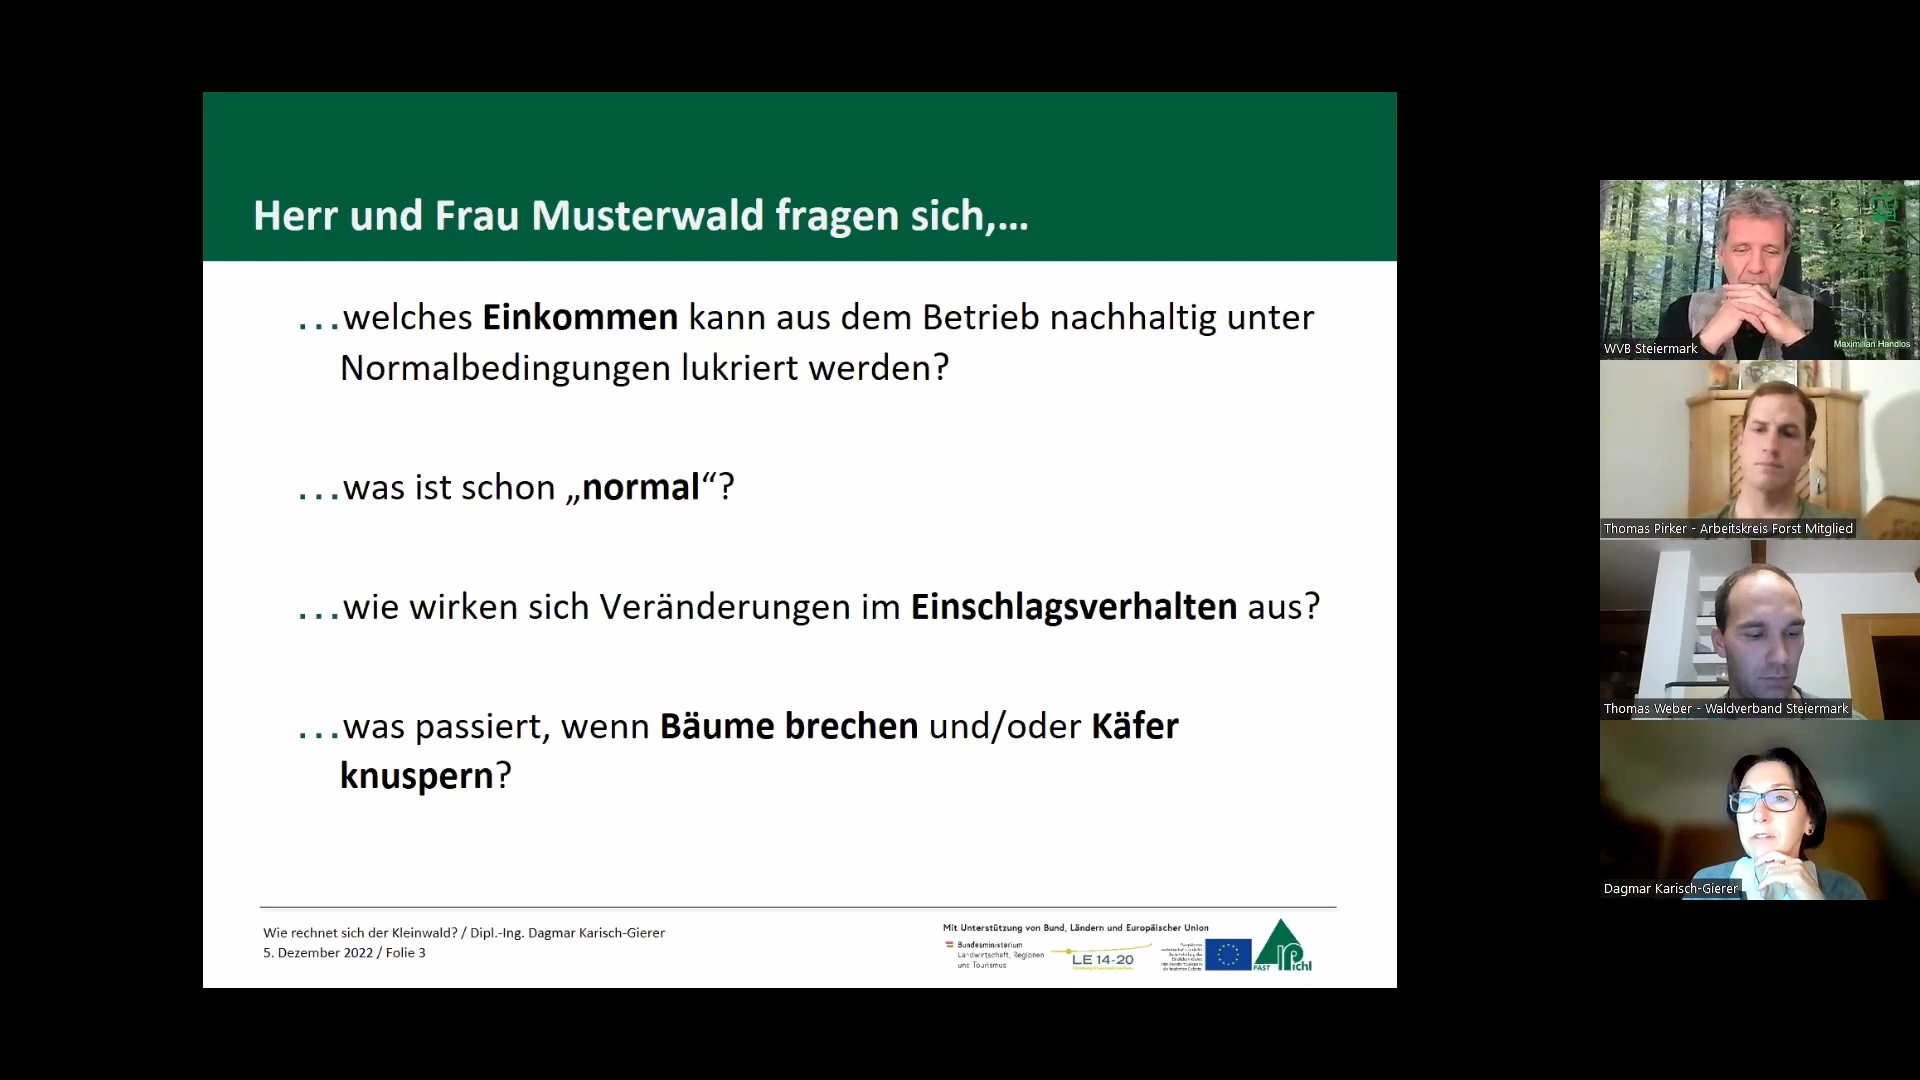 Herr und Frau Musterwald fragen sich,...
...welches Einkommen kann aus dem Betrieb nachhaltig unter
Normalbedingungen lukriert werden?
...was ist schon „normal“?
...wie wirken sich Veränderungen im Einschlagsverhalten aus?
...was passiert, wenn Bäume brechen und/oder Käfer
knuspern?
Wie rechnet sich der Kleinwald? / Dipl.-Ing. Dagmar Karisch-Gierer
5. Dezember 2022 / Folie 3
Mit Unterstützung von Bund, Ländern und Europäischer Union
Bundesministerium
Landwirtschaft, Regionen
und Tourismus
LE 14-20
FAST Pichl
Maximilian Handlos
WVB Steiermark
Thomas Pirker - Arbeitskreis Forst Mitglied
Thomas Weber - Waldverband Steiermark
Dagmar Karisch-Gierer